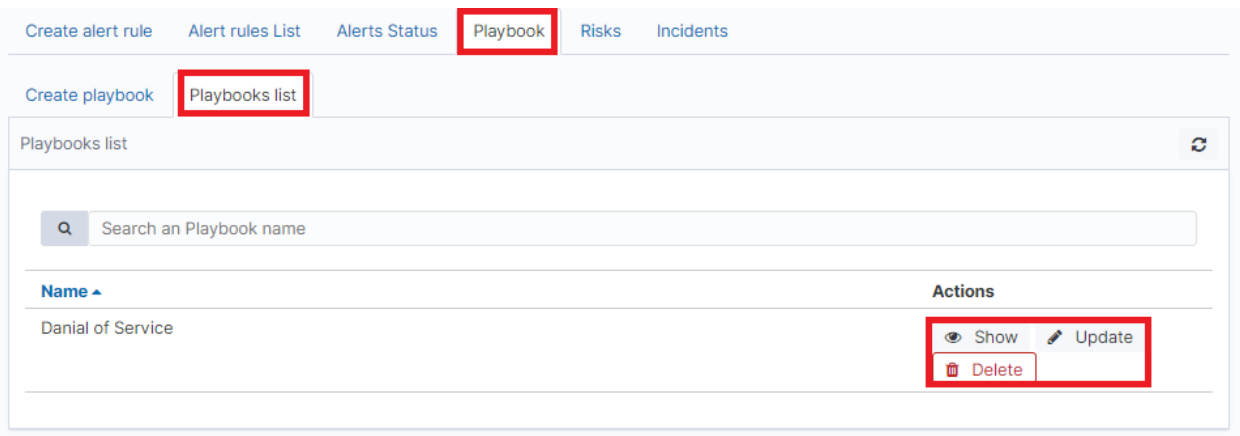 Create alert rule Alert rules List Alerts Status Playbook Risks Incidents
Create playbook Playbooks list
Playbooks list
Search an Playbook name
Name Actions
Danial of Service Show Update
Delete